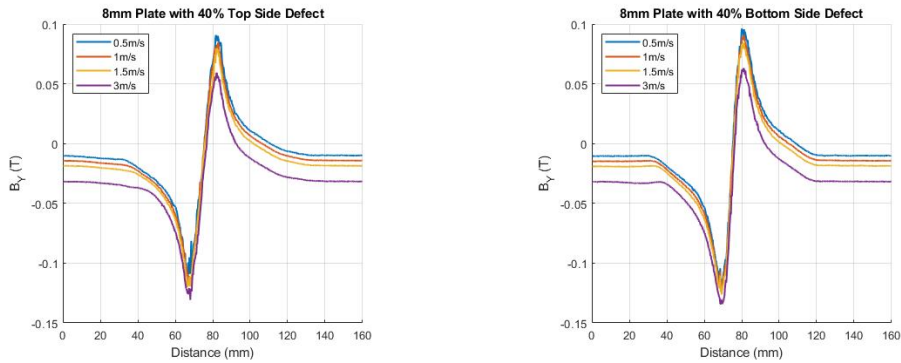 8mm Plate with 40% Top Side Defect
0.1
0.05
0
-0.05
-0.1
-0.15
B_Y (T)
0.5m/s
1m/s
1.5m/s
3m/s
0 20 40 60 80 100 120 140 160
Distance (mm)
8mm Plate with 40% Bottom Side Defect
0.1
0.05
0
-0.05
-0.1
-0.15
B_Y (T)
0.5m/s
1m/s
1.5m/s
3m/s
0 20 40 60 80 100 120 140 160
Distance (mm)